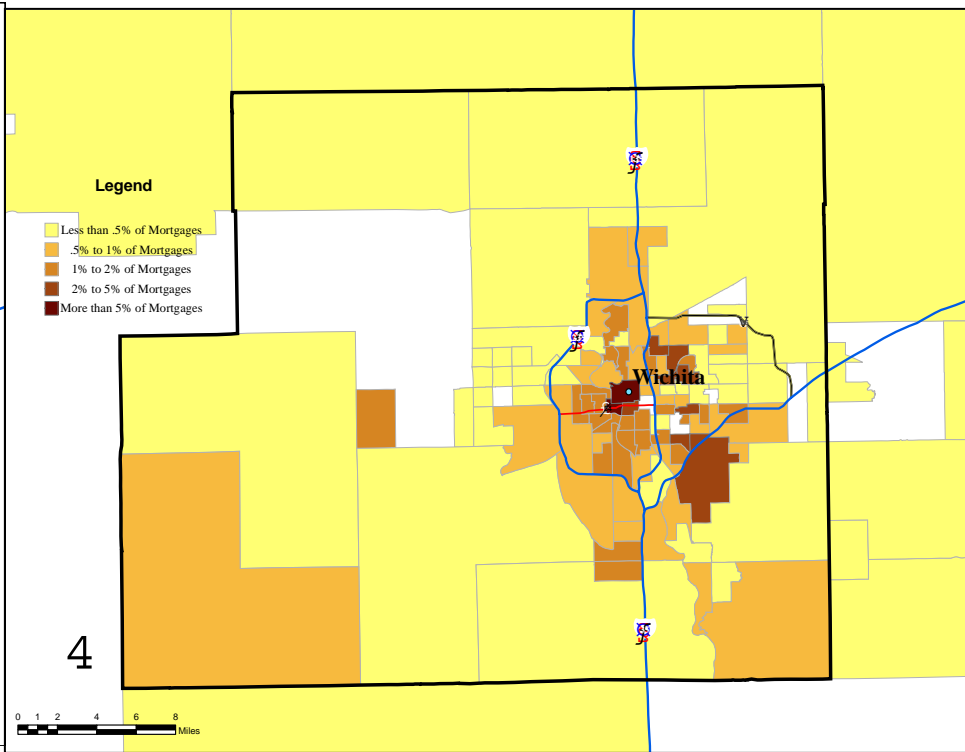 Legend
Less than .5% of Mortgages
.5% to 1% of Mortgages
1% to 2% of Mortgages
2% to 5% of Mortgages
More than 5% of Mortgages
Wichita
4
0 1 2 4 6 8
Miles